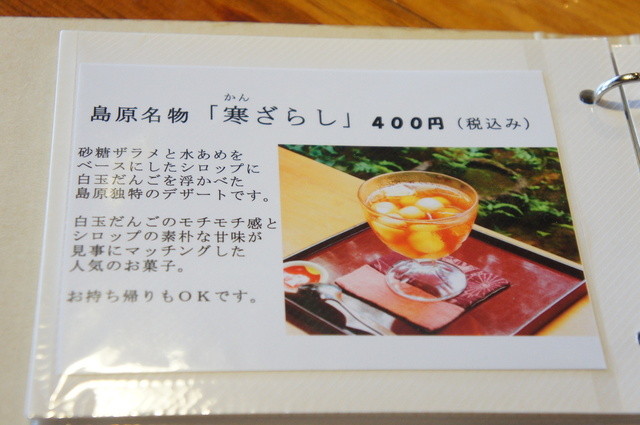 かん
島原名物「寒ざらし」400円（税込み）
砂糖ザラメと水あめを
ベースにしたシロップに
白玉だんごを浮かべた
島原独特のデザートです。
白玉だんごのモチモチ感と
シロップの素朴な甘味が
見事にマッチングした
人気のお菓子。
お持ち帰りもOKです。